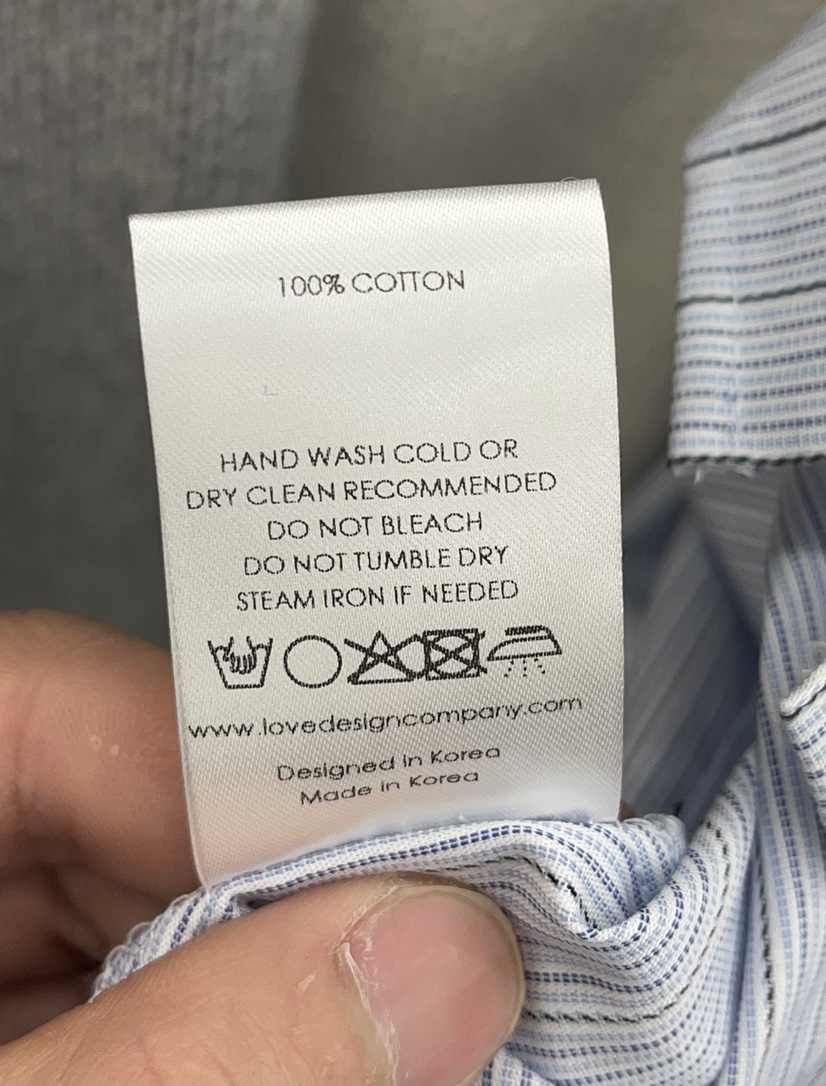 100% COTTON
HAND WASH COLD OR
DRY CLEAN RECOMMENDED
DO NOT BLEACH
DO NOT TUMBLE DRY
STEAM IRON IF NEEDED
www.lovedesigncompany.com
Designed in Korea
Made in Korea